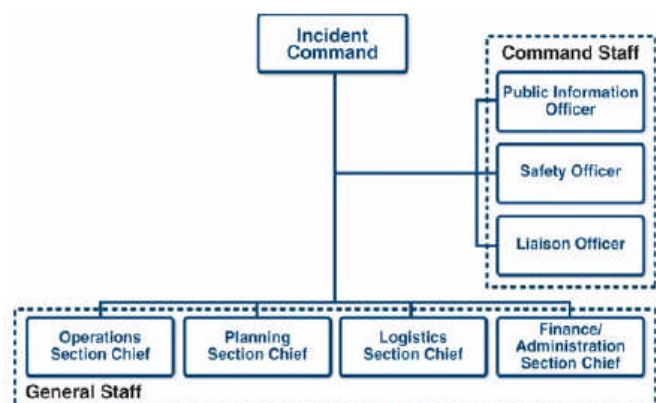 Incident
Command
Command Staff
Public Information
Officer
Safety Officer
Liaison Officer
Operations
Section Chief
Planning
Section Chief
Logistics
Section Chief
Finance/
Administration
Section Chief
General Staff